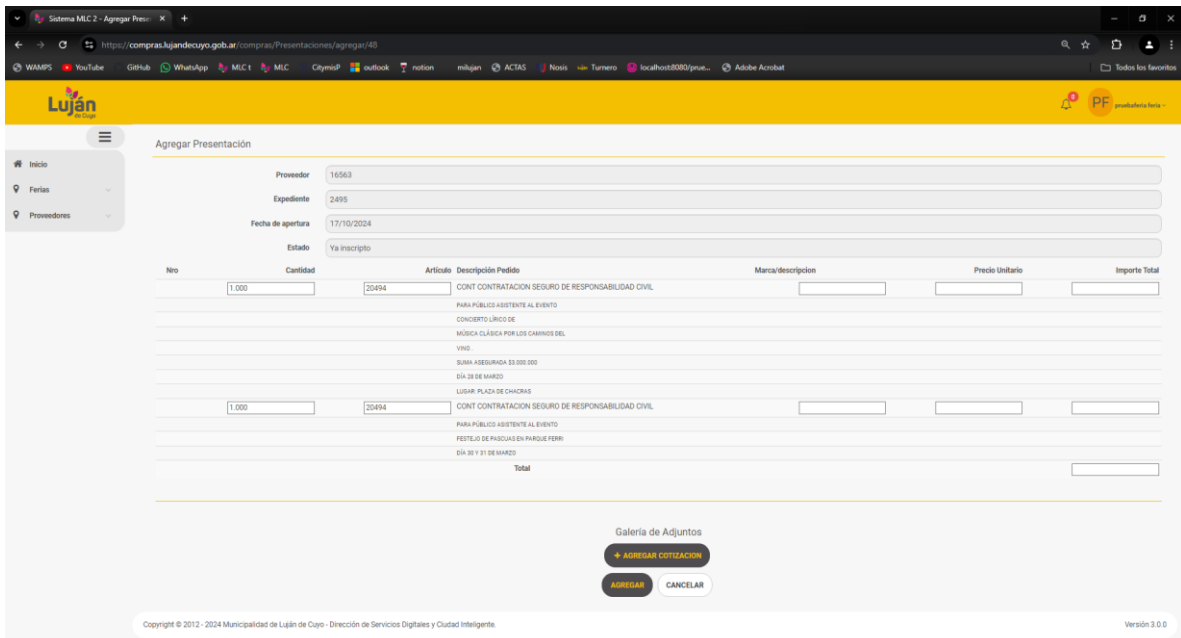 Sistema MLC 2 - Agregar Prese
https://compras.lujandecuyo.gob.ar/compras/Presentaciones/agregar/48
WAMPS YouTube GitHub WhatsApp MLC t MLC CitymisP outlook notion milujan ACTAS Nosis Turnero localhost:8080/prue... Adobe Acrobat Todos los favoritos
Luján
de Cuyo
PF pruebaferia feria
Agregar Presentación
Inicio
Ferias
Proveedores
Proveedor 16563
Expediente 2495
Fecha de apertura 17/10/2024
Estado Ya inscripto
Nro Cantidad Artículo Descripción Pedido Marca/descripcion Precio Unitario Importe Total
1.000 20494 CONT CONTRATACION SEGURO DE RESPONSABILIDAD CIVIL
PARA PÚBLICO ASISTENTE AL EVENTO
CONCIERTO LÍRICO DE
MÚSICA CLÁSICA POR LOS CAMINOS DEL
VINO .
SUMA ASEGURADA $3.000.000
DÍA 28 DE MARZO
LUGAR: PLAZA DE CHACRAS
1.000 20494 CONT CONTRATACION SEGURO DE RESPONSABILIDAD CIVIL
PARA PÚBLICO ASISTENTE AL EVENTO
FESTEJO DE PASCUAS EN PARQUE FERRI
DÍA 30 Y 31 DE MARZO
Total
Galería de Adjuntos
+ AGREGAR COTIZACION
AGREGAR CANCELAR
Copyright © 2012 - 2024 Municipalidad de Luján de Cuyo - Dirección de Servicios Digitales y Ciudad Inteligente. Versión 3.0.0